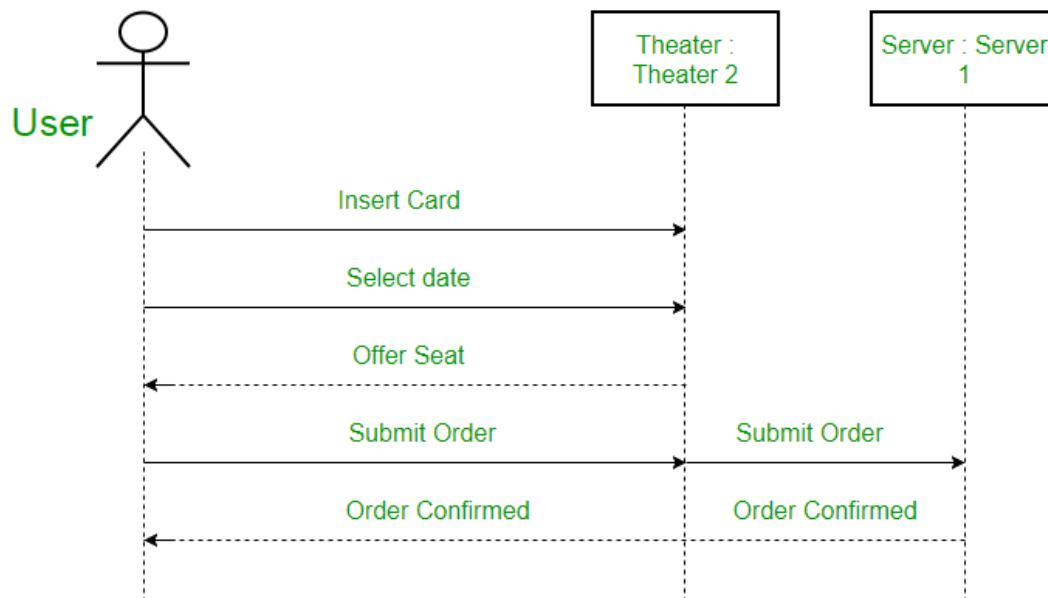 Theater :
Theater 2
Server : Server
1
User
Insert Card
Select date
Offer Seat
Submit Order
Submit Order
Order Confirmed
Order Confirmed